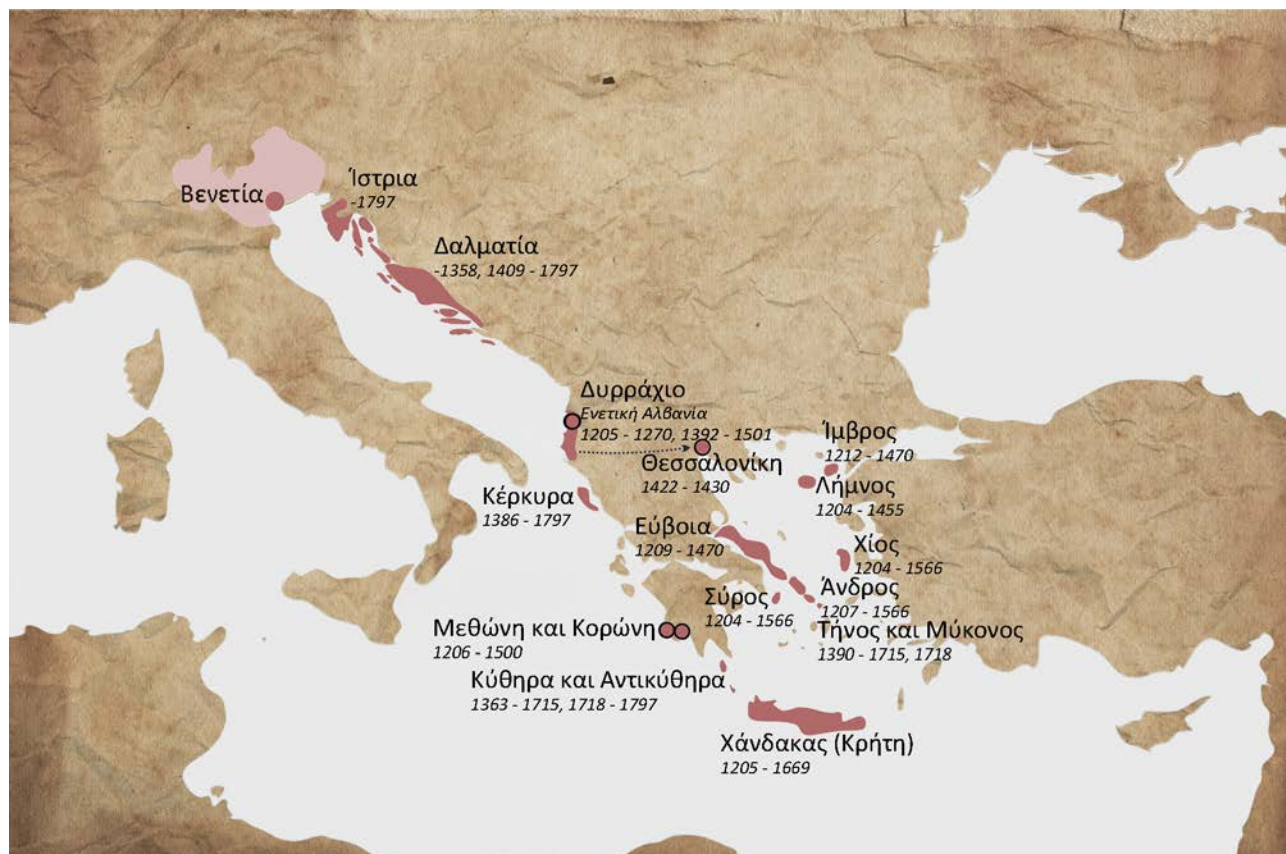 Βενετία
Ίστρια
-1797
Δαλματία
-1358, 1409 - 1797
Δυρράχιο
Ενετική Αλβανία
1205 - 1270, 1392 - 1501
Θεσσαλονίκη
1422 - 1430
Ίμβρος
1212 - 1470
Λήμνος
1204 - 1455
Κέρκυρα
1386 - 1797
Εύβοια
1209 - 1470
Χίος
1204 - 1566
Άνδρος
1207 - 1566
Σύρος
1204 - 1566
Τήνος και Μύκονος
1390 - 1715, 1718
Μεθώνη και Κορώνη
1206 - 1500
Κύθηρα και Αντικύθηρα
1363 - 1715, 1718 - 1797
Χάνδακας (Κρήτη)
1205 - 1669